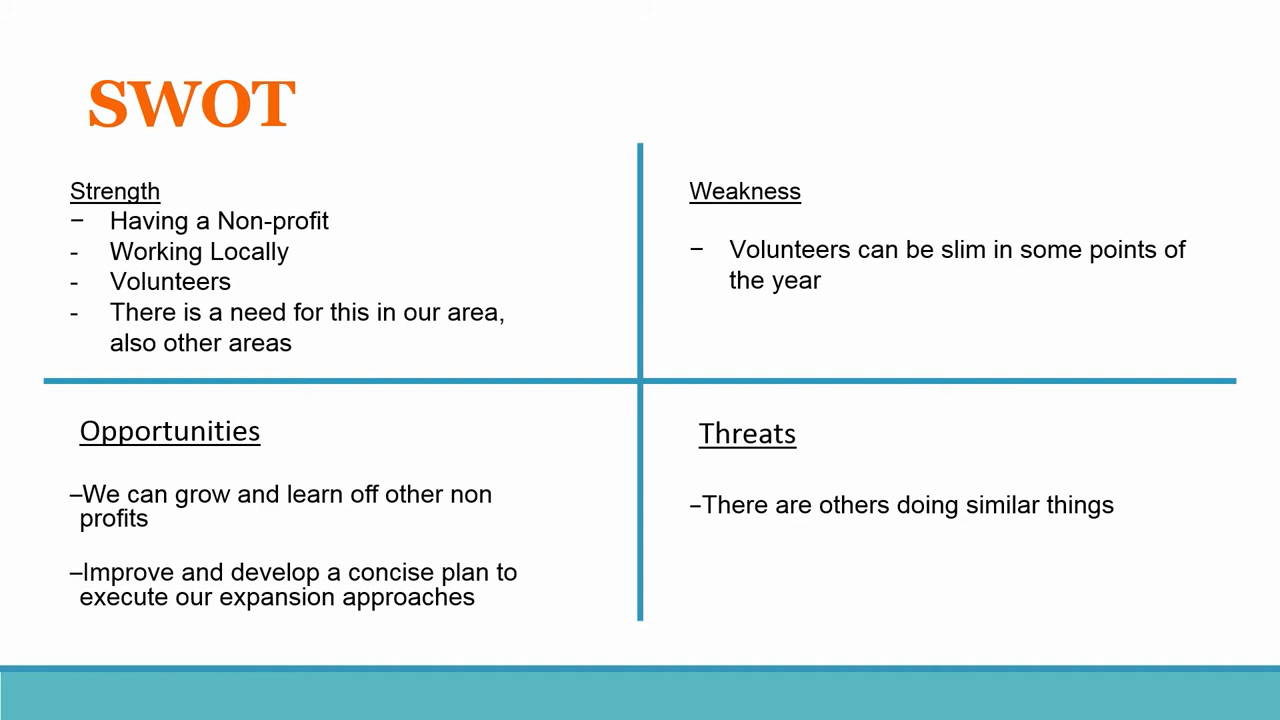 SWOT
Strength
− Having a Non-profit
- Working Locally
- Volunteers
- There is a need for this in our area,
also other areas
Weakness
− Volunteers can be slim in some points of
the year
Opportunities
–We can grow and learn off other non
profits
–Improve and develop a concise plan to
execute our expansion approaches
Threats
–There are others doing similar things